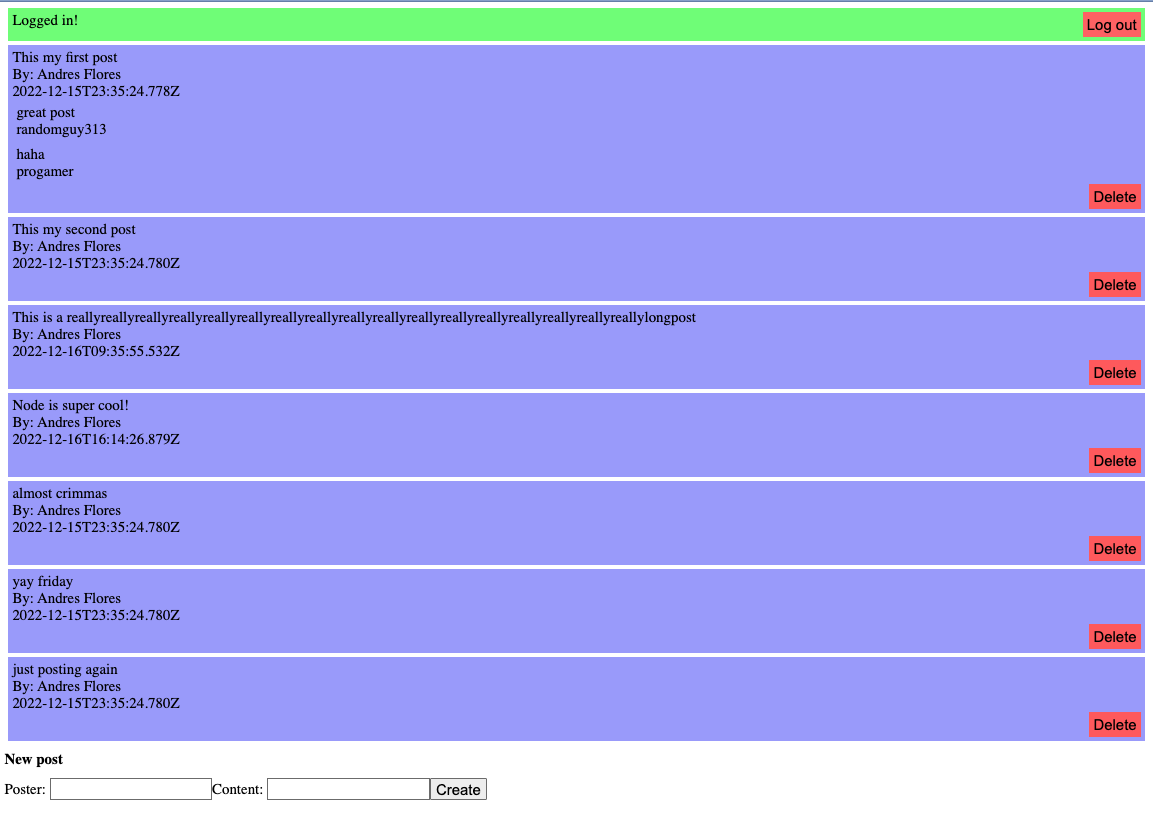 Logged in!
Log out
This my first post
By: Andres Flores
2022-12-15T23:35:24.778Z
great post
randomguy313
haha
progamer
Delete
This my second post
By: Andres Flores
2022-12-15T23:35:24.780Z
Delete
This is a reallyreallyreallyreallyreallyreallyreallyreallyreallyreallyreallyreallyreallyreallyreallyreallyreallylongpost
By: Andres Flores
2022-12-16T09:35:55.532Z
Delete
Node is super cool!
By: Andres Flores
2022-12-16T16:14:26.879Z
Delete
almost crimmas
By: Andres Flores
2022-12-15T23:35:24.780Z
Delete
yay friday
By: Andres Flores
2022-12-15T23:35:24.780Z
Delete
just posting again
By: Andres Flores
2022-12-15T23:35:24.780Z
Delete
New post
Poster: Content: Create